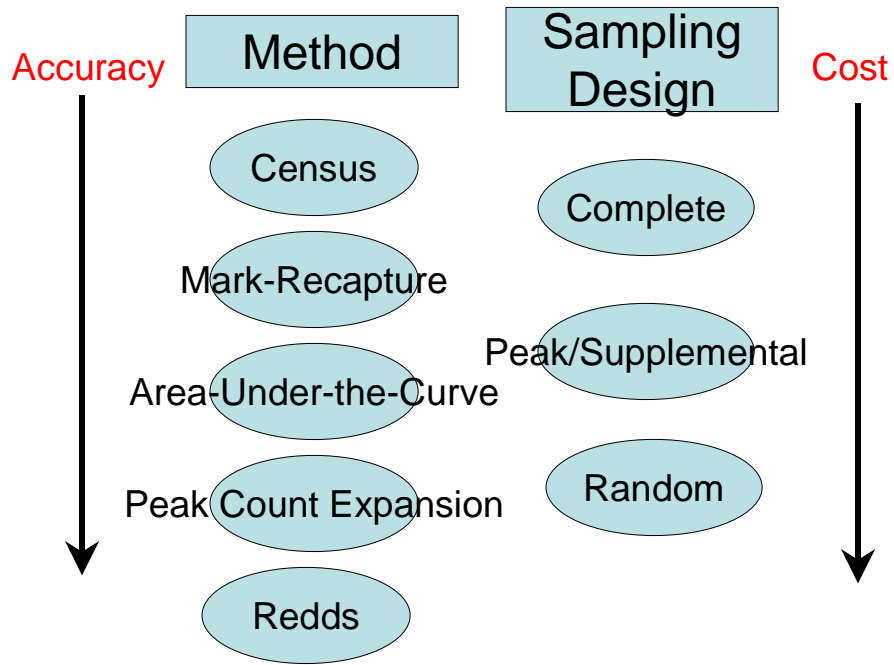 Accuracy
Method
Sampling
Design
Cost
Census
Complete
Mark-Recapture
Peak/Supplemental
Area-Under-the-Curve
Random
Peak Count Expansion
Redds